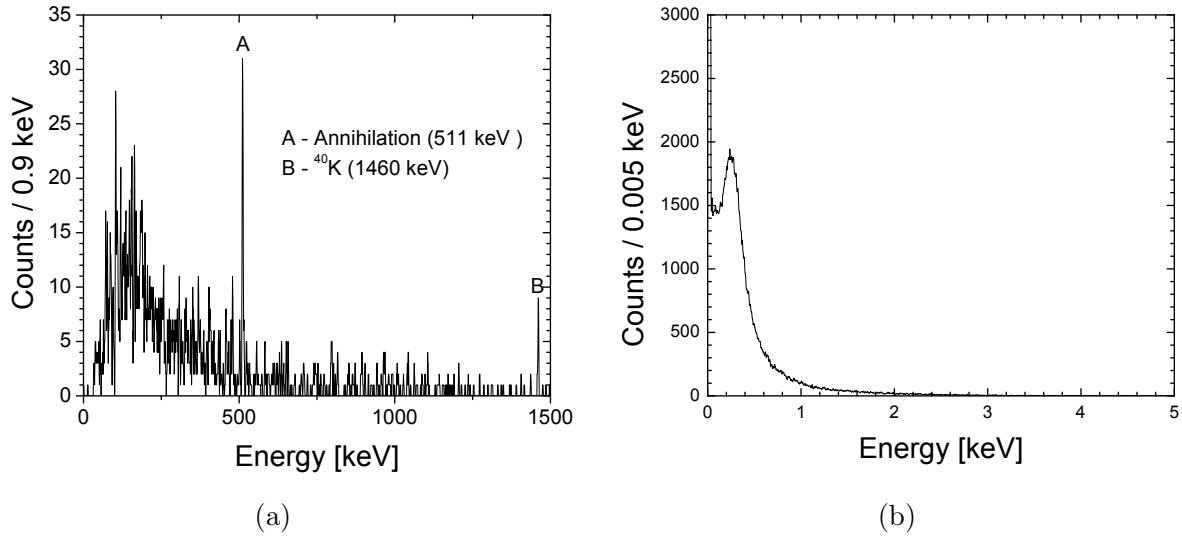 35
30
25
20
15
10
5
0
Counts / 0.9 keV
A
A - Annihilation (511 keV )
B - ⁴⁰K (1460 keV)
B
0 500 1000 1500
Energy [keV]
(a)
3000
2500
2000
1500
1000
500
0
Counts / 0.005 keV
0 1 2 3 4 5
Energy [keV]
(b)